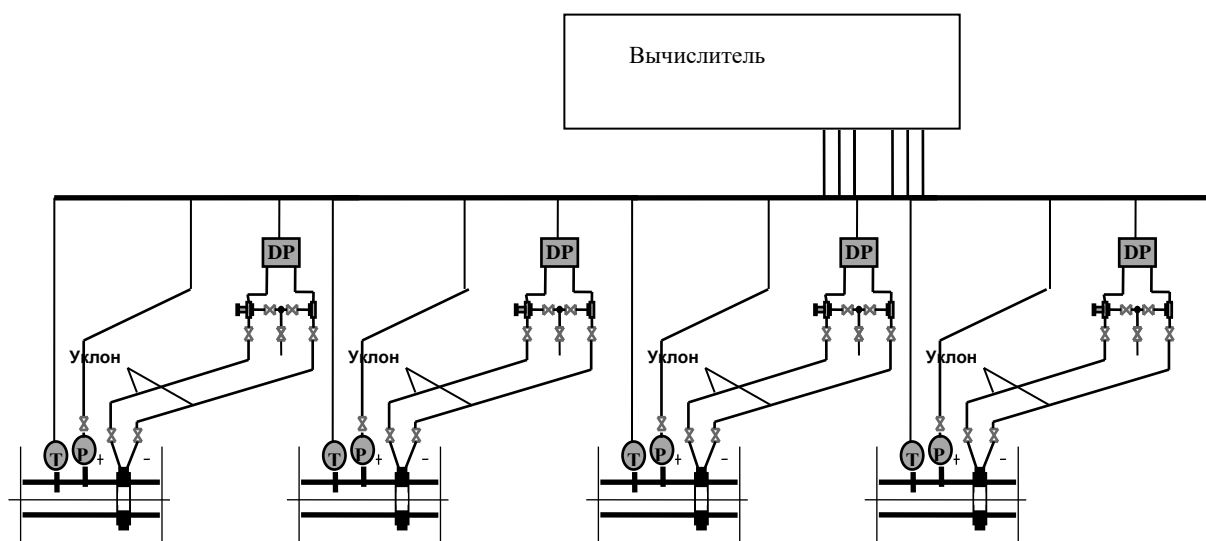 Вычислитель
DP DP DP DP
Уклон Уклон Уклон Уклон
T P + − T P + − T P + − T P + −